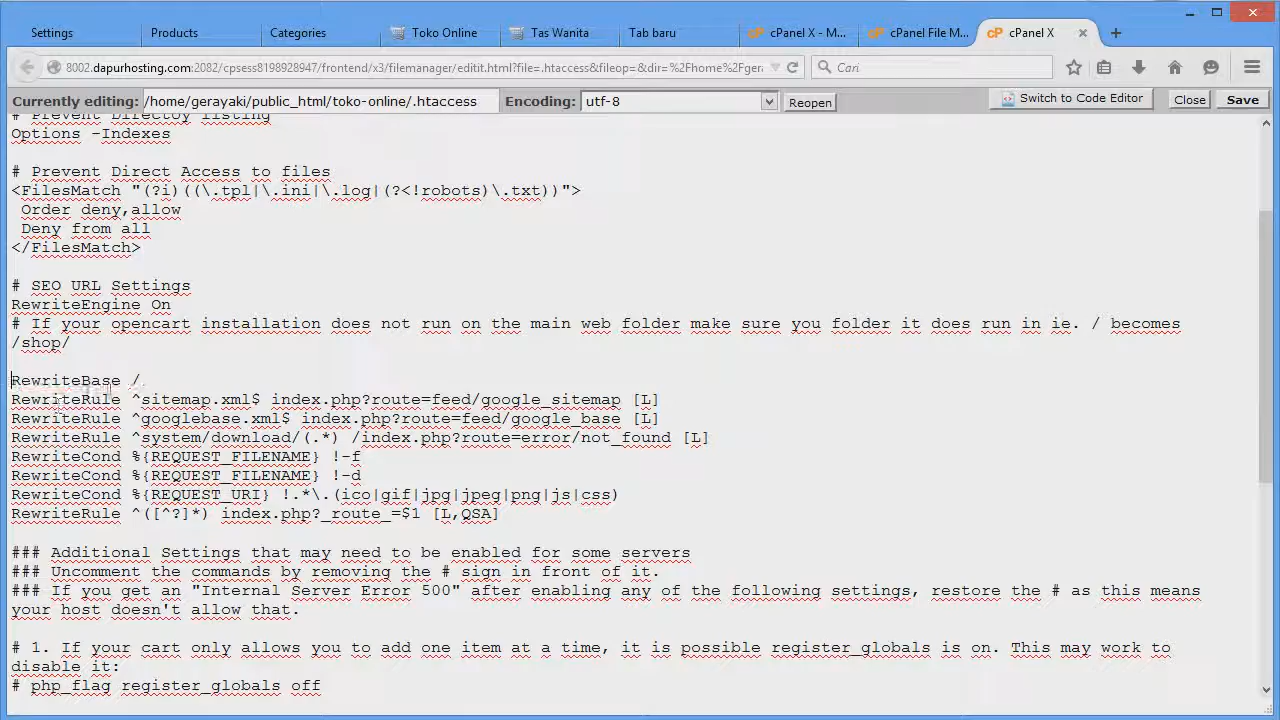 Settings
Products
Categories
Toko Online
Tas Wanita
Tab baru
cP cPanel X - M...
cP cPanel File M...
cP cPanel X
8002.dapurhosting.com:2082/cpsess8198928947/frontend/x3/filemanager/editit.html?file=.htaccess&fileop=&dir=%2Fhome%2Fgera
Cari
Currently editing: /home/gerayaki/public_html/toko-online/.htaccess Encoding: utf-8 Reopen Switch to Code Editor Close Save
# Prevent Directoy listing
Options -Indexes
# Prevent Direct Access to files
<FilesMatch "(?i)((\.tpl|\.ini|\.log|(?<!robots)\.txt))">
Order deny,allow
Deny from all
</FilesMatch>
# SEO URL Settings
RewriteEngine On
# If your opencart installation does not run on the main web folder make sure you folder it does run in ie. / becomes
/shop/
RewriteBase /
RewriteRule ^sitemap.xml$ index.php?route=feed/google_sitemap [L]
RewriteRule ^googlebase.xml$ index.php?route=feed/google_base [L]
RewriteRule ^system/download/(.*) /index.php?route=error/not_found [L]
RewriteCond %{REQUEST_FILENAME} !-f
RewriteCond %{REQUEST_FILENAME} !-d
RewriteCond %{REQUEST_URI} !.*\.(ico|gif|jpg|jpeg|png|js|css)
RewriteRule ^([^?]*) index.php?_route_=$1 [L,QSA]
### Additional Settings that may need to be enabled for some servers
### Uncomment the commands by removing the # sign in front of it.
### If you get an "Internal Server Error 500" after enabling any of the following settings, restore the # as this means
your host doesn't allow that.
# 1. If your cart only allows you to add one item at a time, it is possible register_globals is on. This may work to
disable it:
# php_flag register_globals off